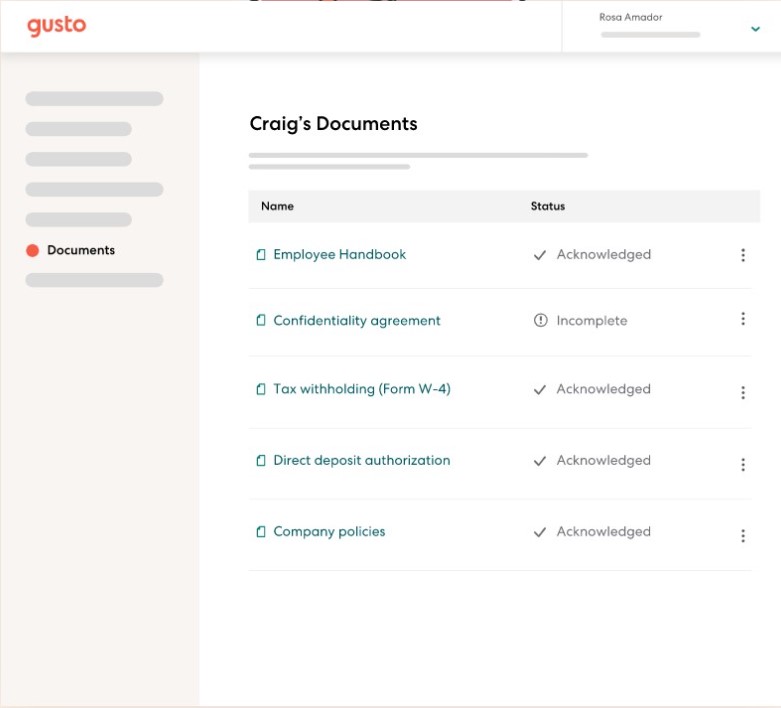 gusto
Rosa Amador
Craig's Documents
Documents
Name Status
Employee Handbook Acknowledged
Confidentiality agreement Incomplete
Tax withholding (Form W-4) Acknowledged
Direct deposit authorization Acknowledged
Company policies Acknowledged